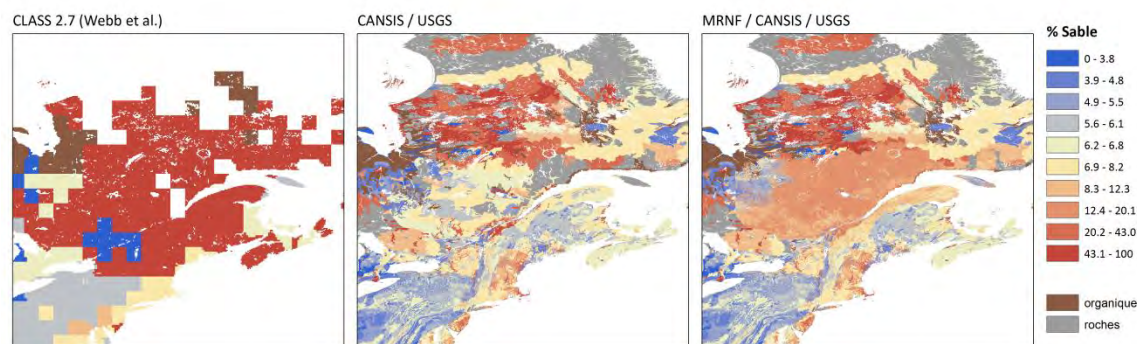 CLASS 2.7 (Webb et al.)
CANSIS / USGS
MRNF / CANSIS / USGS
% Sable
0 - 3.8
3.9 - 4.8
4.9 - 5.5
5.6 - 6.1
6.2 - 6.8
6.9 - 8.2
8.3 - 12.3
12.4 - 20.1
20.2 - 43.0
43.1 - 100
organique
roches